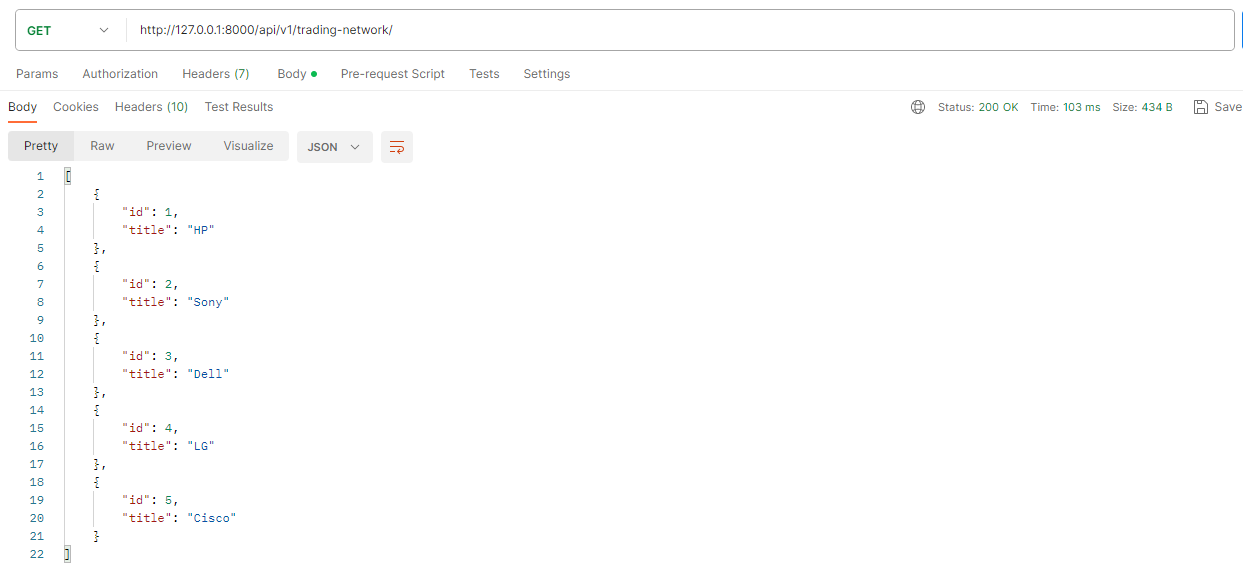 GET http://127.0.0.1:8000/api/v1/trading-network/
Params Authorization Headers (7) Body Pre-request Script Tests Settings
Body Cookies Headers (10) Test Results Status: 200 OK Time: 103 ms Size: 434 B Save
Pretty Raw Preview Visualize JSON
1 [
2 {
3 "id": 1,
4 "title": "HP"
5 },
6 {
7 "id": 2,
8 "title": "Sony"
9 },
10 {
11 "id": 3,
12 "title": "Dell"
13 },
14 {
15 "id": 4,
16 "title": "LG"
17 },
18 {
19 "id": 5,
20 "title": "Cisco"
21 }
22 ]